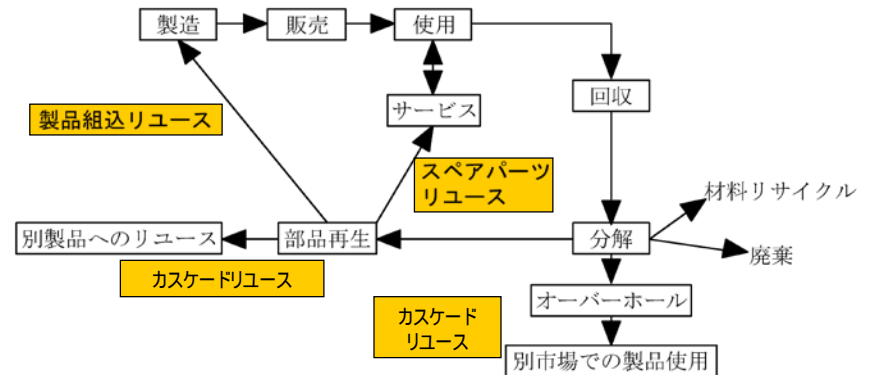 製造
販売
使用
回収
サービス
製品組込リユース
スペアパーツ
リユース
材料リサイクル
別製品へのリユース
部品再生
分解
廃棄
カスケードリユース
オーバーホール
カスケード
リユース
別市場での製品使用